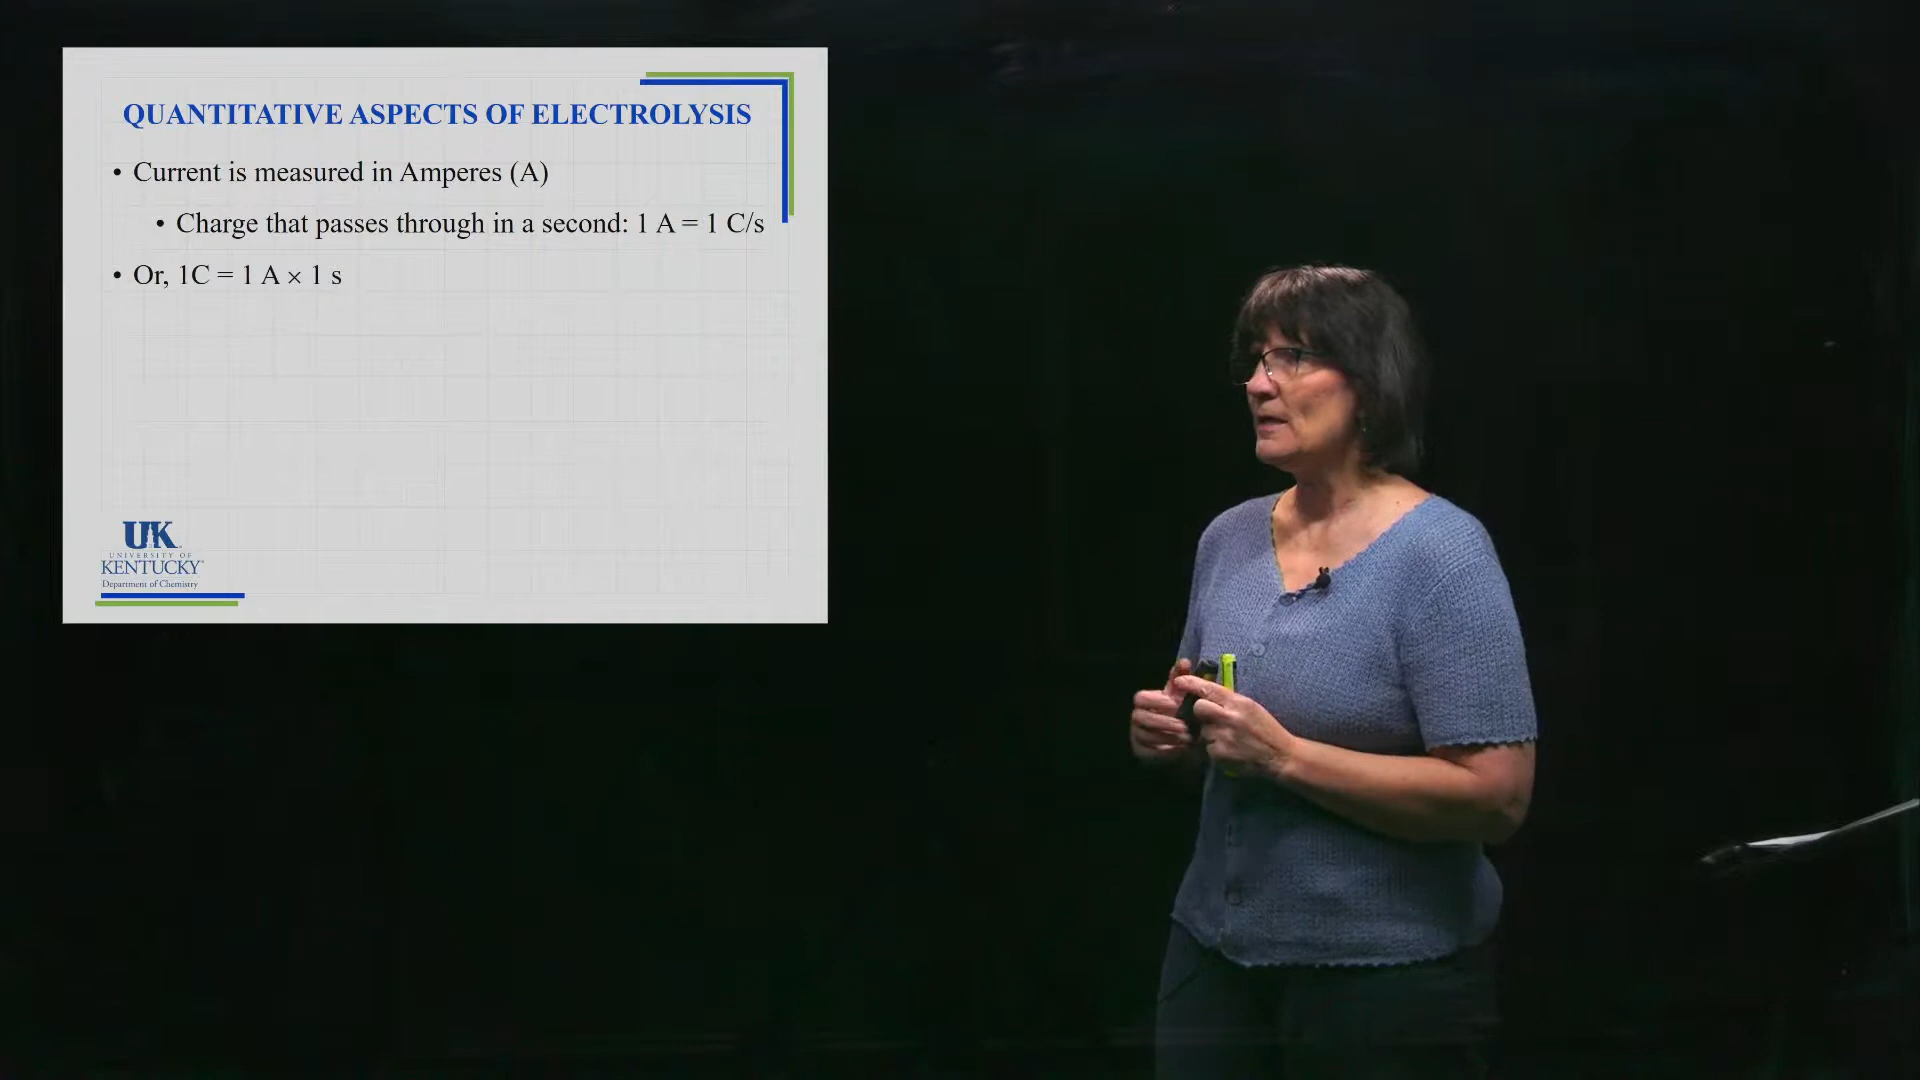 QUANTITATIVE ASPECTS OF ELECTROLYSIS
• Current is measured in Amperes (A)
• Charge that passes through in a second: 1 A = 1 C/s
• Or, 1C = 1 A × 1 s
UK
UNIVERSITY OF
KENTUCKY
Department of Chemistry